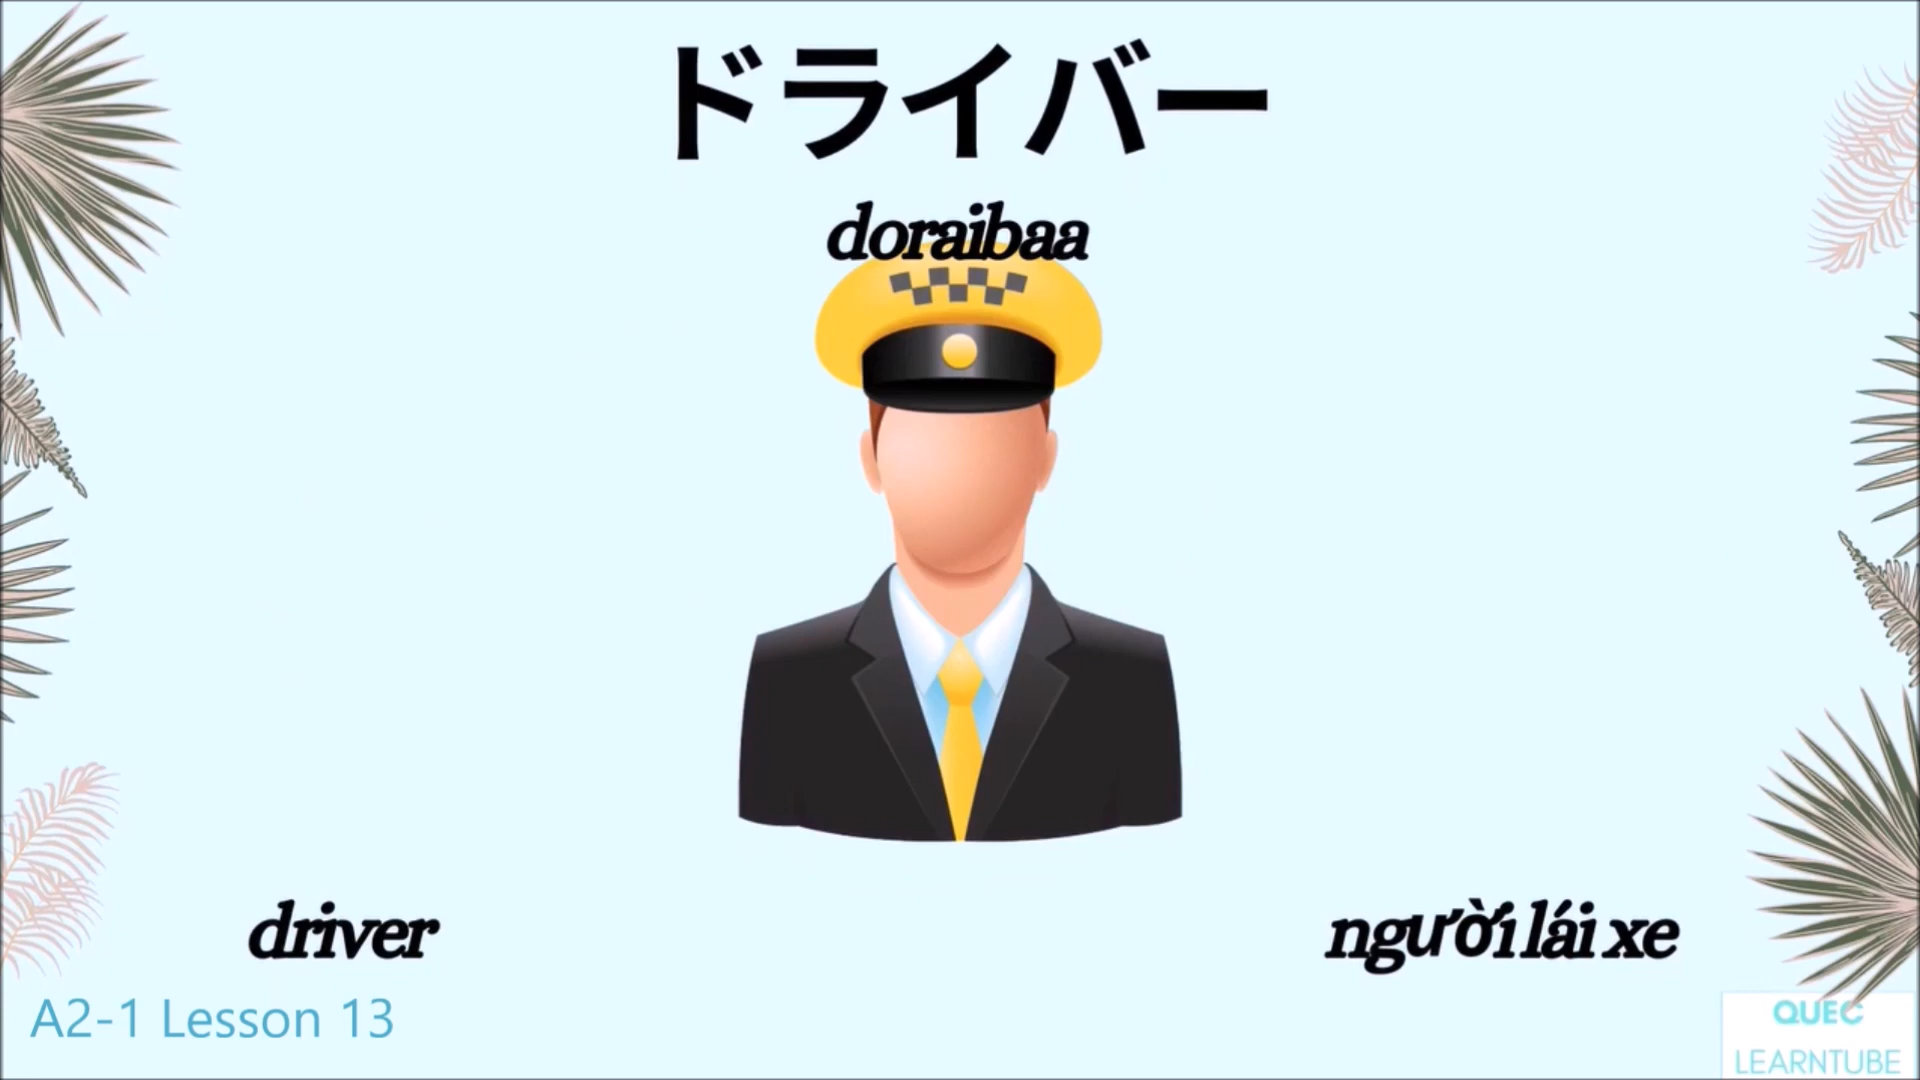 ドライバー
doraibaa
driver
người lái xe
A2-1 Lesson 13
QUEC
LEARNTUBE